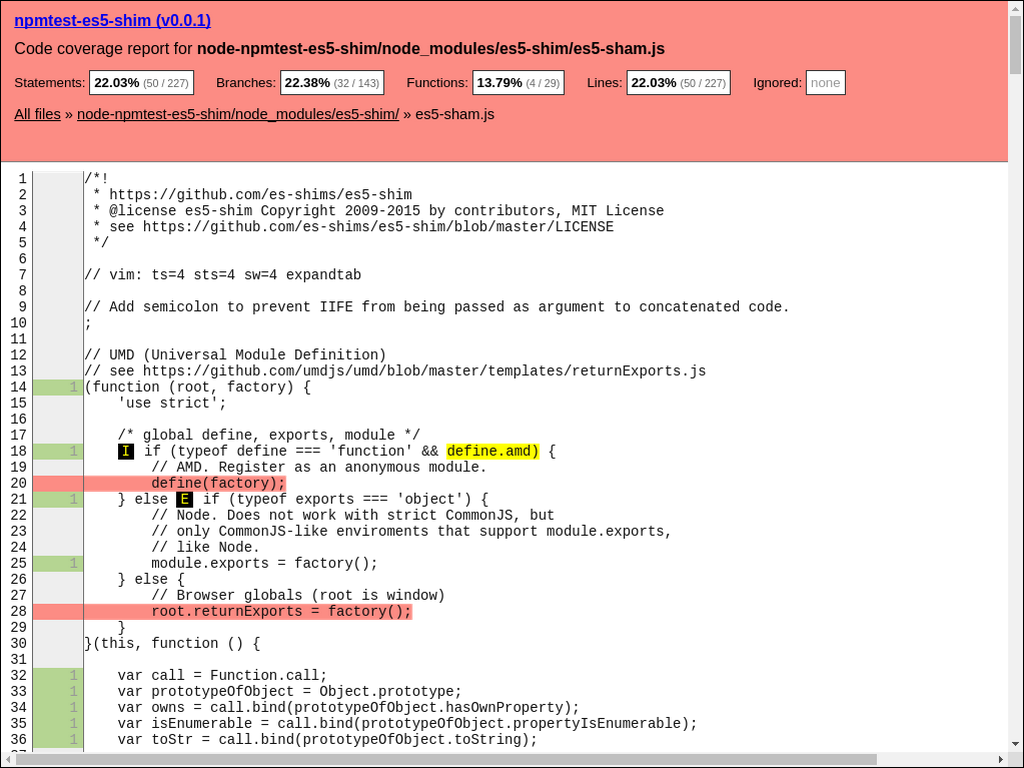 npmtest-es5-shim (v0.0.1)
Code coverage report for node-npmtest-es5-shim/node_modules/es5-shim/es5-sham.js
Statements: 22.03% (50 / 227) Branches: 22.38% (32 / 143) Functions: 13.79% (4 / 29) Lines: 22.03% (50 / 227) Ignored: none
All files » node-npmtest-es5-shim/node_modules/es5-shim/ » es5-sham.js
1 /*!
2  * https://github.com/es-shims/es5-shim
3  * @license es5-shim Copyright 2009-2015 by contributors, MIT License
4  * see https://github.com/es-shims/es5-shim/blob/master/LICENSE
5  */
6
7 // vim: ts=4 sts=4 sw=4 expandtab
8
9 // Add semicolon to prevent IIFE from being passed as argument to concatenated code.
10 ;
11
12 // UMD (Universal Module Definition)
13 // see https://github.com/umdjs/umd/blob/master/templates/returnExports.js
14 1 (function (root, factory) {
15     'use strict';
16
17     /* global define, exports, module */
18 1     I if (typeof define === 'function' && define.amd) {
19         // AMD. Register as an anonymous module.
20         define(factory);
21 1     } else E if (typeof exports === 'object') {
22         // Node. Does not work with strict CommonJS, but
23         // only CommonJS-like enviroments that support module.exports,
24         // like Node.
25 1         module.exports = factory();
26     } else {
27         // Browser globals (root is window)
28         root.returnExports = factory();
29     }
30 }(this, function () {
31
32 1     var call = Function.call;
33 1     var prototypeOfObject = Object.prototype;
34 1     var owns = call.bind(prototypeOfObject.hasOwnProperty);
35 1     var isEnumerable = call.bind(prototypeOfObject.propertyIsEnumerable);
36 1     var toStr = call.bind(prototypeOfObject.toString);